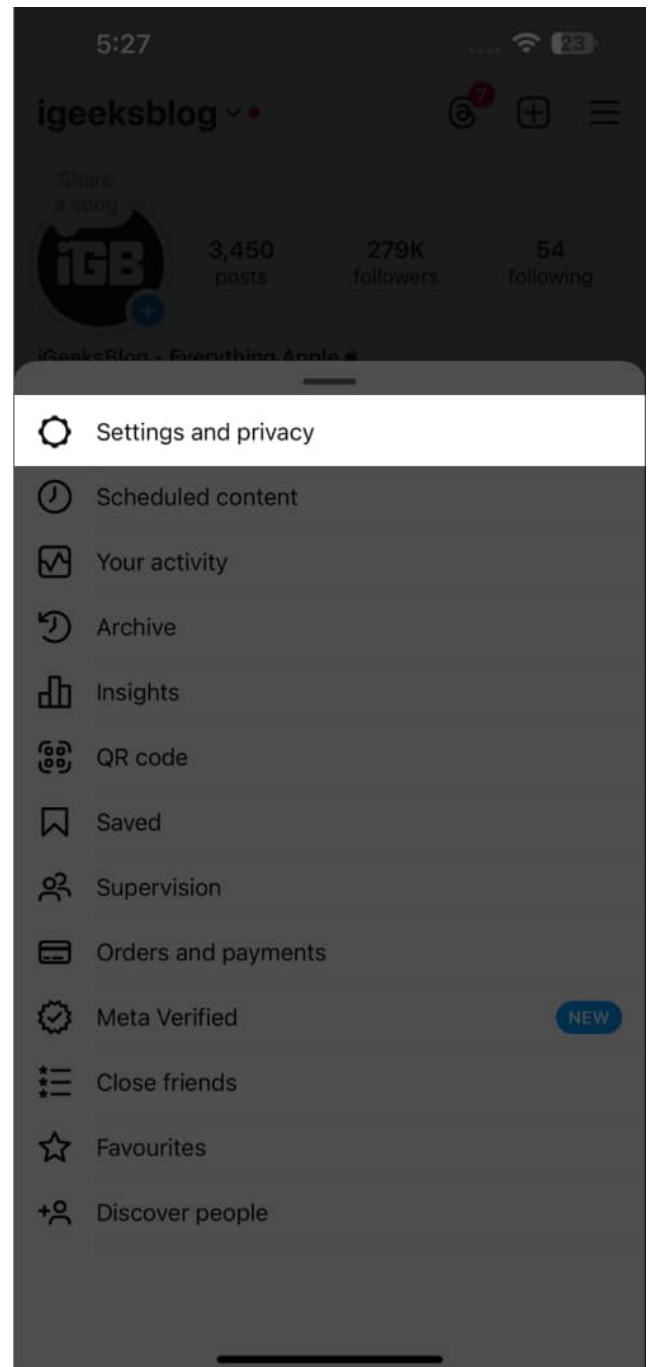 5:27
23
igeeksblog
7
Share
a song
iGB
3,450
posts
279K
followers
54
following
iGeeksBlog - Everything Apple
Settings and privacy
Scheduled content
Your activity
Archive
Insights
QR code
Saved
Supervision
Orders and payments
Meta Verified
NEW
Close friends
Favourites
Discover people